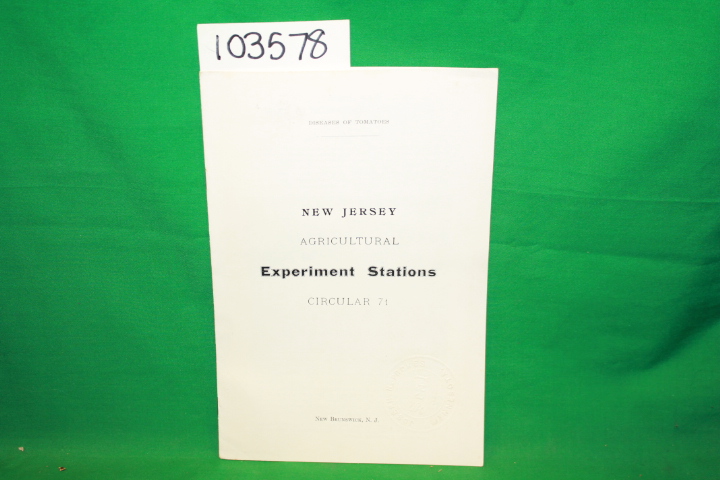 103578
DISEASES OF TOMATOES
NEW JERSEY
AGRICULTURAL
Experiment Stations
CIRCULAR 71
New Brunswick, N. J.